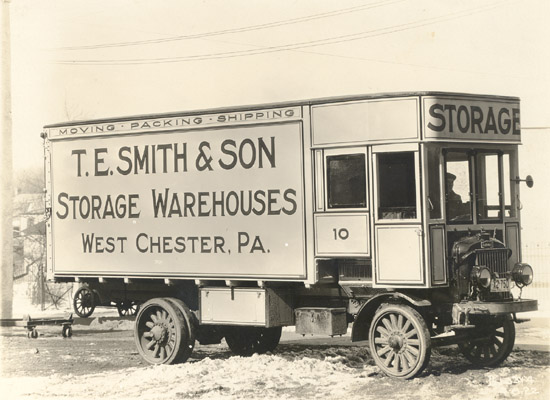 MOVING · PACKING · SHIPPING
T. E. SMITH & SON
STORAGE WAREHOUSES
WEST CHESTER, PA.
10
STORAGE